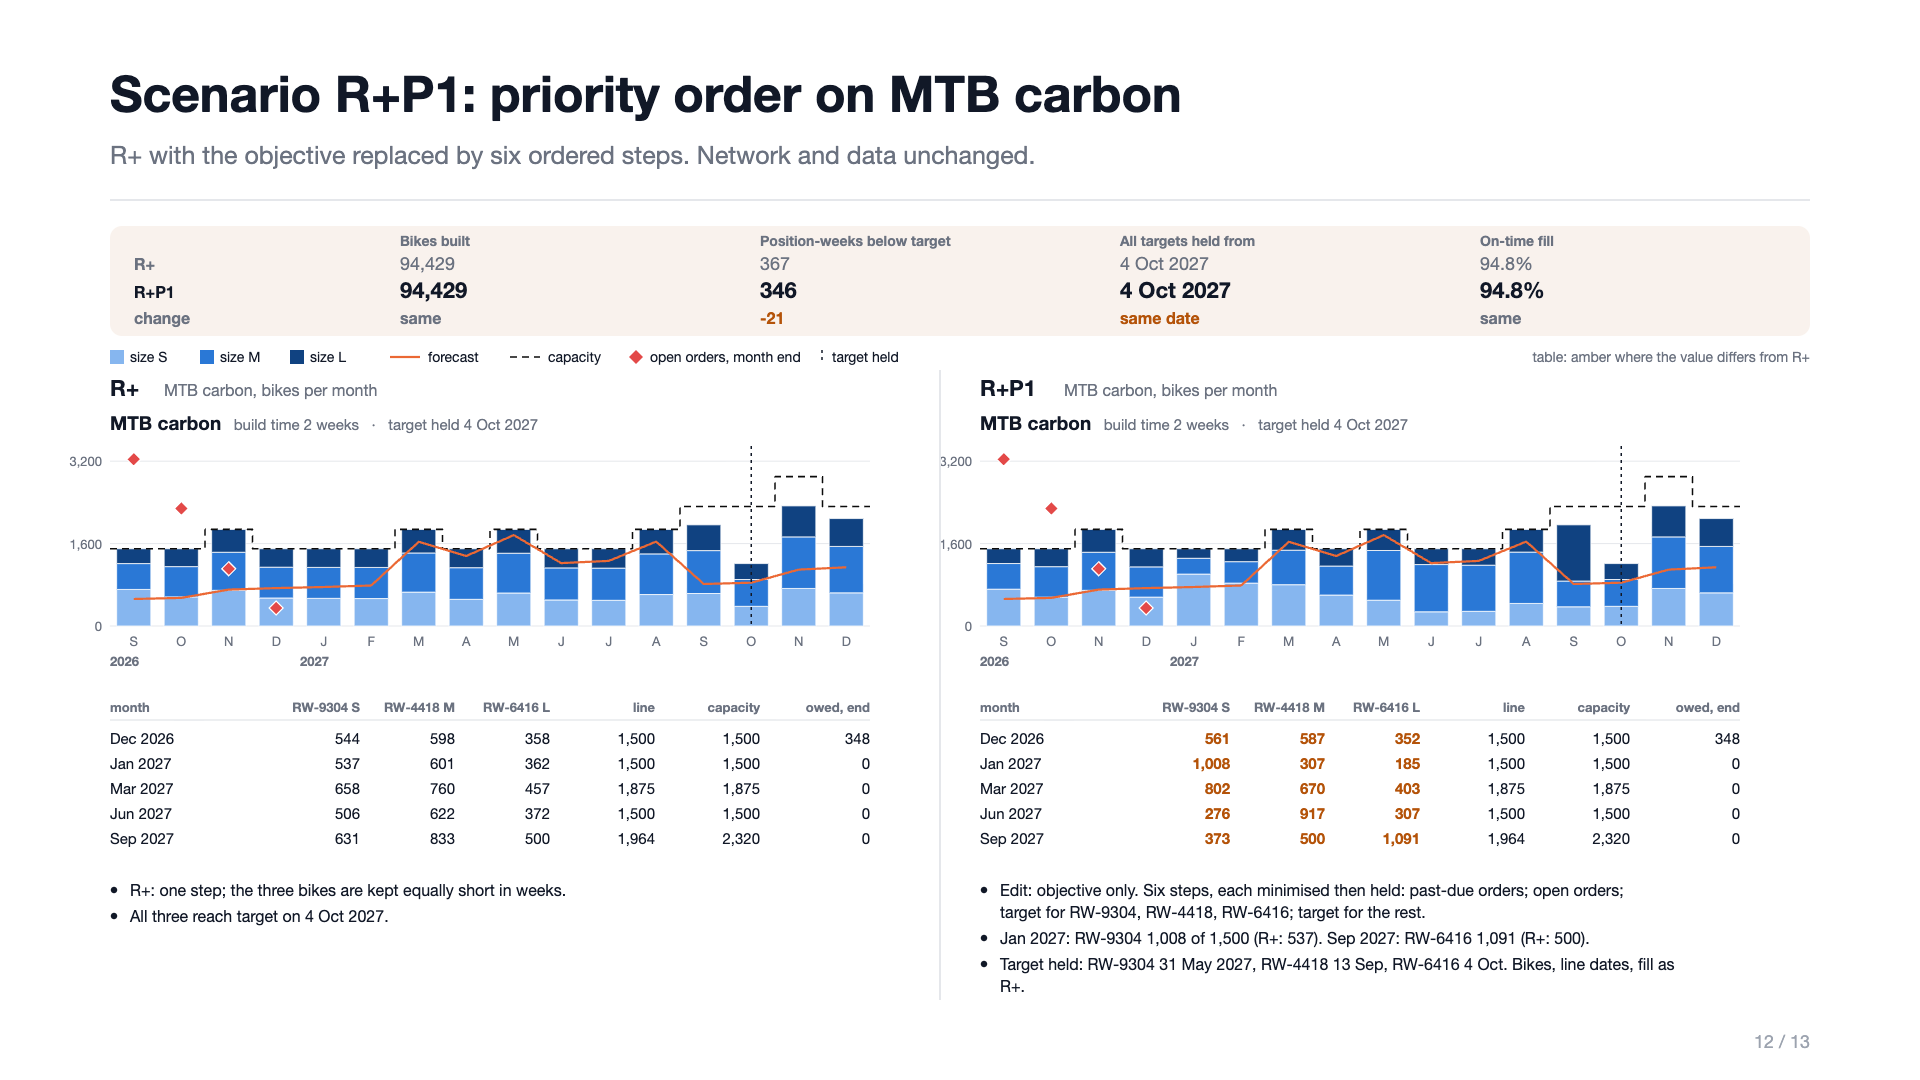 Scenario R+P1: priority order on MTB carbon
R+ with the objective replaced by six ordered steps. Network and data unchanged.
Bikes built Position-weeks below target All targets held from On-time fill
R+ 94,429 367 4 Oct 2027 94.8%
R+P1 94,429 346 4 Oct 2027 94.8%
change same -21 same date same
size S size M size L forecast capacity open orders, month end target held table: amber where the value differs from R+
R+ MTB carbon, bikes per month
MTB carbon build time 2 weeks · target held 4 Oct 2027
3,200
1,600
0
S O N D J F M A M J J A S O N D
2026 2027
month RW-9304 S RW-4418 M RW-6416 L line capacity owed, end
Dec 2026 544 598 358 1,500 1,500 348
Jan 2027 537 601 362 1,500 1,500 0
Mar 2027 658 760 457 1,875 1,875 0
Jun 2027 506 622 372 1,500 1,500 0
Sep 2027 631 833 500 1,964 2,320 0
• R+: one step; the three bikes are kept equally short in weeks.
• All three reach target on 4 Oct 2027.
R+P1 MTB carbon, bikes per month
MTB carbon build time 2 weeks · target held 4 Oct 2027
3,200
1,600
0
S O N D J F M A M J J A S O N D
2026 2027
month RW-9304 S RW-4418 M RW-6416 L line capacity owed, end
Dec 2026 561 587 352 1,500 1,500 348
Jan 2027 1,008 307 185 1,500 1,500 0
Mar 2027 802 670 403 1,875 1,875 0
Jun 2027 276 917 307 1,500 1,500 0
Sep 2027 373 500 1,091 1,964 2,320 0
• Edit: objective only. Six steps, each minimised then held: past-due orders; open orders;
target for RW-9304, RW-4418, RW-6416; target for the rest.
• Jan 2027: RW-9304 1,008 of 1,500 (R+: 537). Sep 2027: RW-6416 1,091 (R+: 500).
• Target held: RW-9304 31 May 2027, RW-4418 13 Sep, RW-6416 4 Oct. Bikes, line dates, fill as
R+.
12 / 13